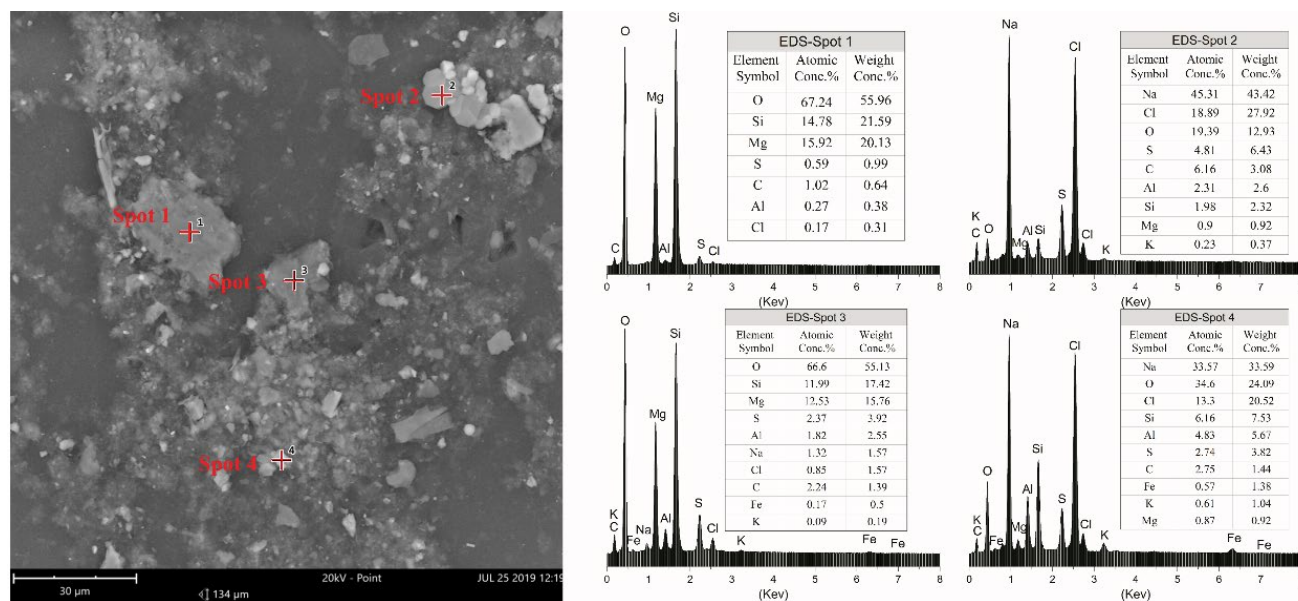 Spot 1
Spot 2
Spot 3
Spot 4
1
2
3
4
30 µm
134 µm
20kV - Point
JUL 25 2019 12:19
EDS-Spot 1
Element Symbol Atomic Conc.% Weight Conc.%
O 67.24 55.96
Si 14.78 21.59
Mg 15.92 20.13
S 0.59 0.99
C 1.02 0.64
Al 0.27 0.38
Cl 0.17 0.31
O
Si
Mg
C
Al
S
Cl
0 1 2 3 4 5 6 7 8
(Kev)
EDS-Spot 2
Element Symbol Atomic Conc.% Weight Conc.%
Na 45.31 43.42
Cl 18.89 27.92
O 19.39 12.93
S 4.81 6.43
C 6.16 3.08
Al 2.31 2.6
Si 1.98 2.32
Mg 0.9 0.92
K 0.23 0.37
Na
Cl
S
K
C
O
Mg
Al
Si
Cl
K
0 1 2 3 4 5 6 7
(Kev)
EDS-Spot 3
Element Symbol Atomic Conc.% Weight Conc.%
O 66.6 55.13
Si 11.99 17.42
Mg 12.53 15.76
S 2.37 3.92
Al 1.82 2.55
Na 1.32 1.57
Cl 0.85 1.57
C 2.24 1.39
Fe 0.17 0.5
K 0.09 0.19
O
Si
Mg
S
K
C
Fe
Na
Al
Cl
K
Fe
Fe
0 1 2 3 4 5 6 7 8
(Kev)
EDS-Spot 4
Element Symbol Atomic Conc.% Weight Conc.%
Na 33.57 33.59
O 34.6 24.09
Cl 13.3 20.52
Si 6.16 7.53
Al 4.83 5.67
S 2.74 3.82
C 2.75 1.44
Fe 0.57 1.38
K 0.61 1.04
Mg 0.87 0.92
Na
Cl
O
Si
Al
S
K
C
Fe
Mg
Cl
K
Fe
Fe
0 1 2 3 4 5 6 7
(Kev)